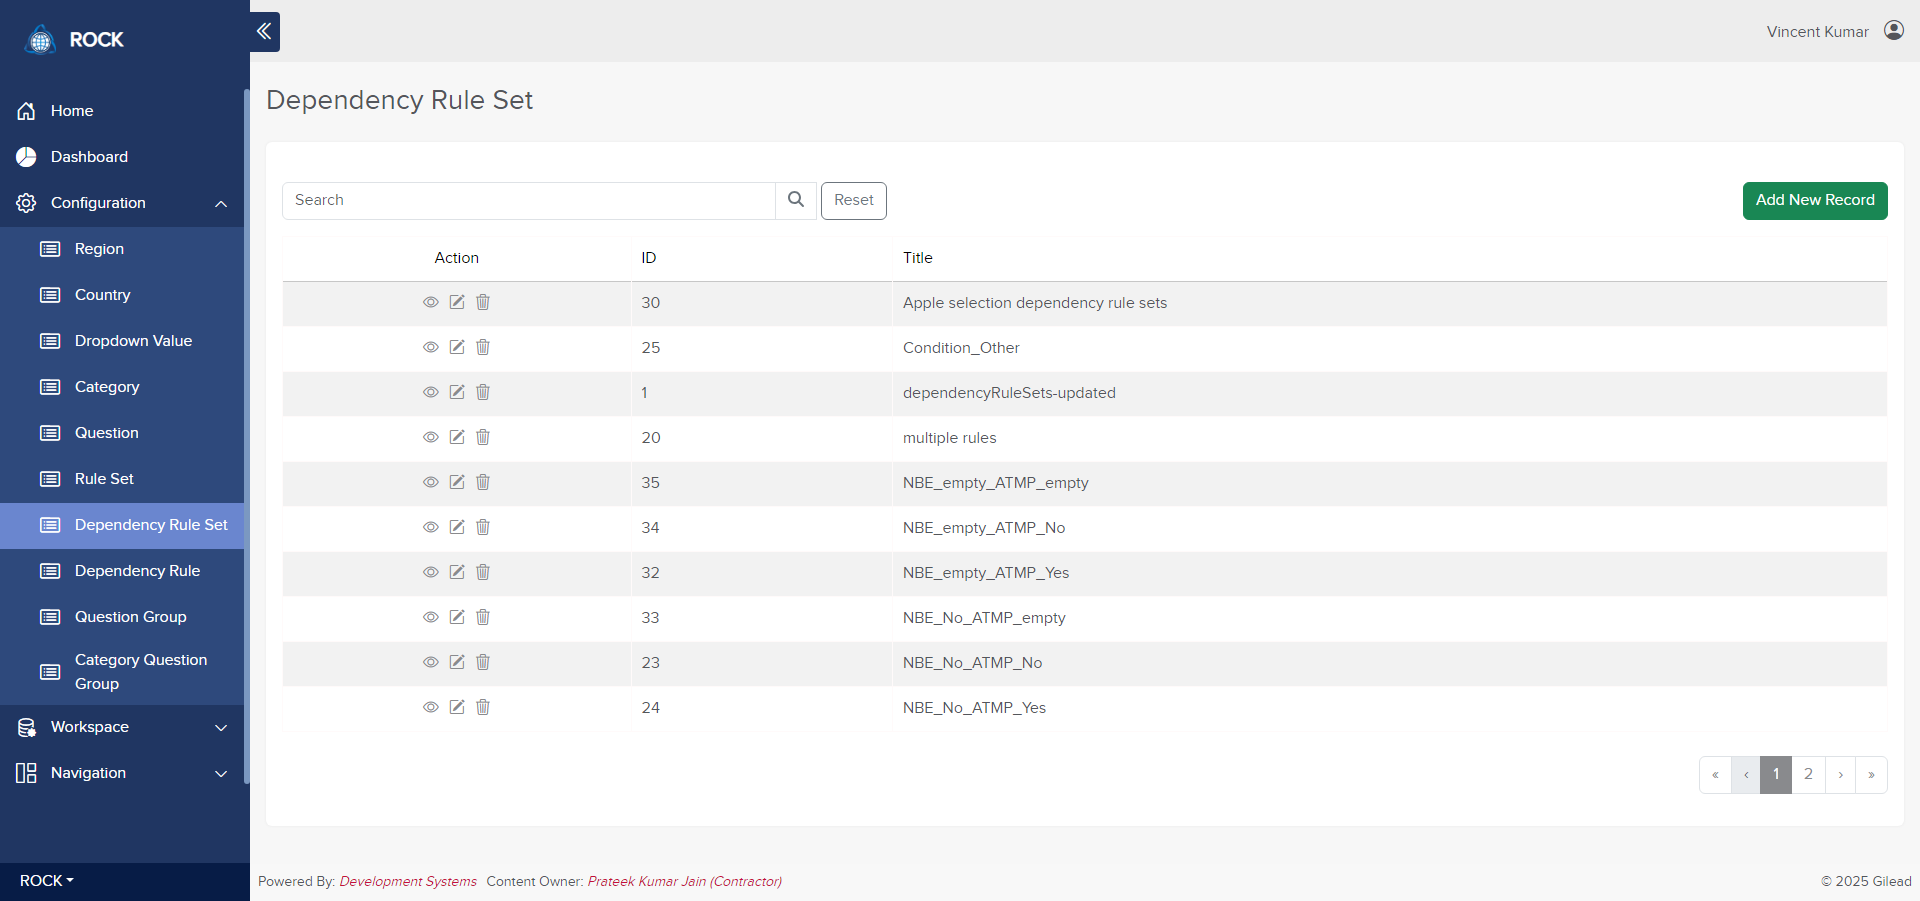 ROCK
Vincent Kumar
Home
Dashboard
Configuration
Region
Country
Dropdown Value
Category
Question
Rule Set
Dependency Rule Set
Dependency Rule
Question Group
Category Question
Group
Workspace
Navigation
ROCK
Dependency Rule Set
Search
Reset
Add New Record
Action ID Title
30 Apple selection dependency rule sets
25 Condition_Other
1 dependencyRuleSets-updated
20 multiple rules
35 NBE_empty_ATMP_empty
34 NBE_empty_ATMP_No
32 NBE_empty_ATMP_Yes
33 NBE_No_ATMP_empty
23 NBE_No_ATMP_No
24 NBE_No_ATMP_Yes
« ‹ 1 2 › »
Powered By: Development Systems Content Owner: Prateek Kumar Jain (Contractor)
© 2025 Gilead